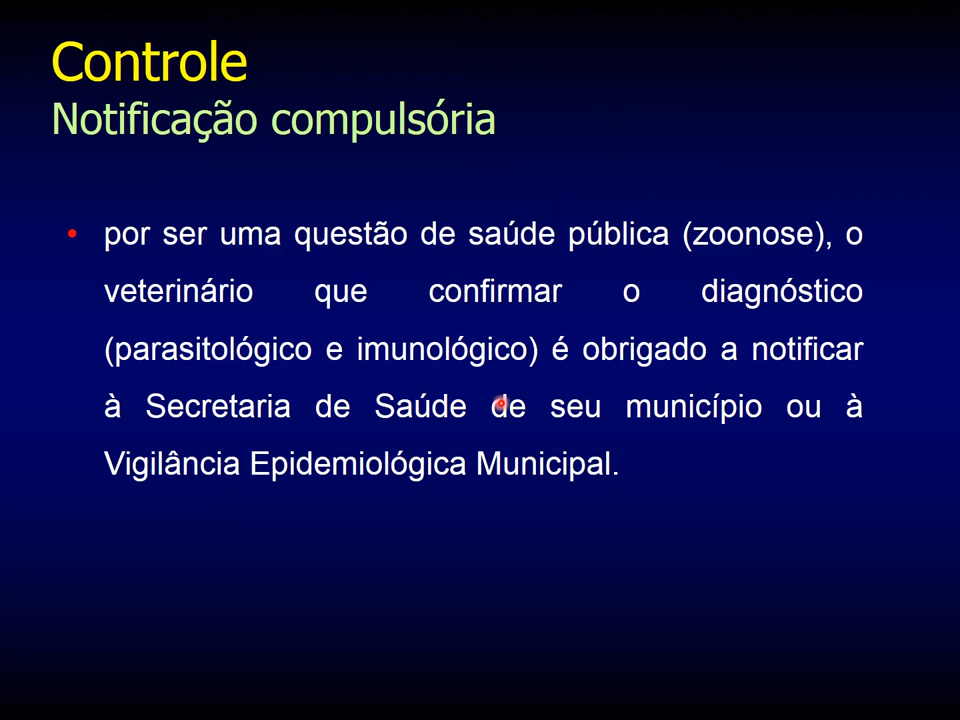 Controle
Notificação compulsória
• por ser uma questão de saúde pública (zoonose), o
veterinário que confirmar o diagnóstico
(parasitológico e imunológico) é obrigado a notificar
à Secretaria de Saúde de seu município ou à
Vigilância Epidemiológica Municipal.